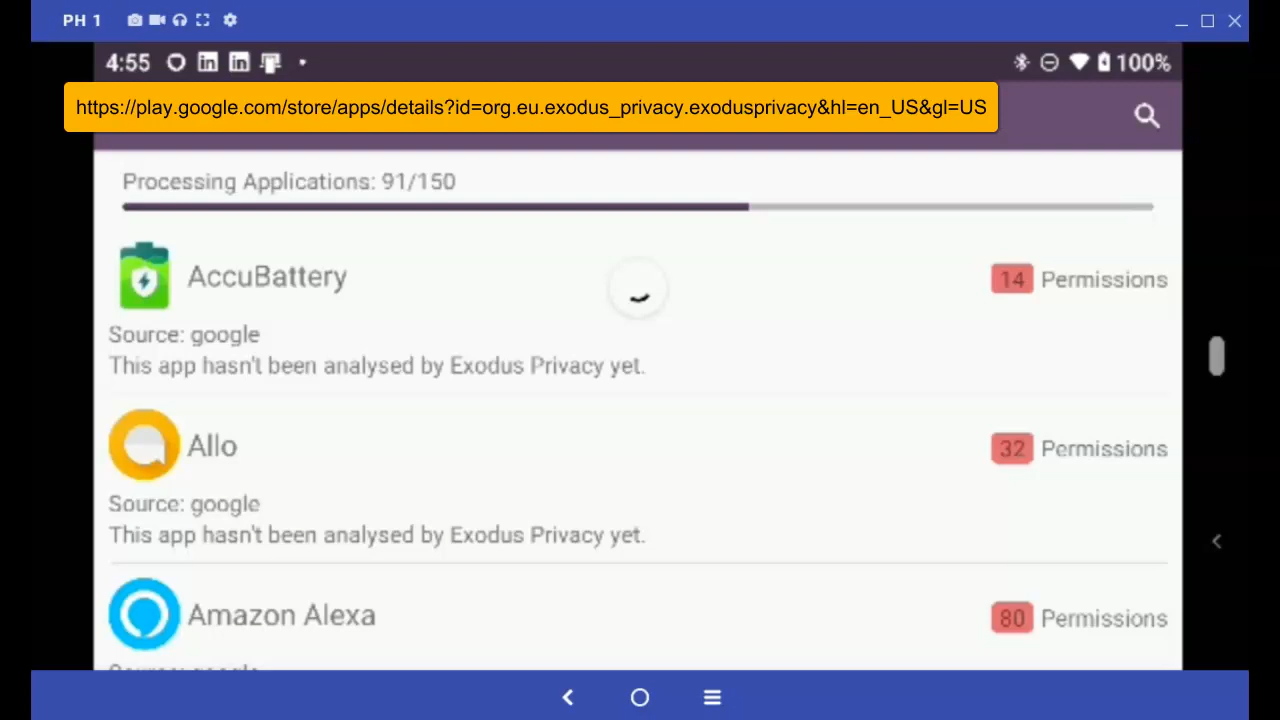 PH 1
4:55
100%
https://play.google.com/store/apps/details?id=org.eu.exodus_privacy.exodusprivacy&hl=en_US&gl=US
Processing Applications: 91/150
AccuBattery
14 Permissions
Source: google
This app hasn't been analysed by Exodus Privacy yet.
Allo
32 Permissions
Source: google
This app hasn't been analysed by Exodus Privacy yet.
Amazon Alexa
80 Permissions
Source: google